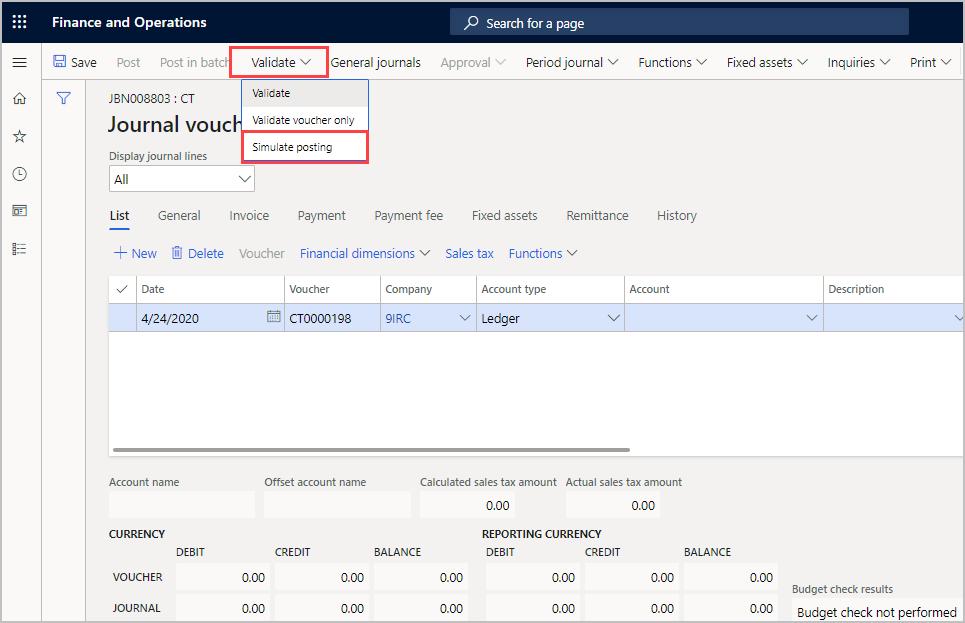 Finance and Operations
Search for a page
Save Post Post in batch Validate General journals Approval Period journal Functions Fixed assets Inquiries Print
Validate
Validate voucher only
Simulate posting
JBN008803 : CT
Journal vouch
Display journal lines
All
List General Invoice Payment Payment fee Fixed assets Remittance History
New Delete Voucher Financial dimensions Sales tax Functions
Date Voucher Company Account type Account Description
4/24/2020 CT0000198 9IRC Ledger
Account name Offset account name Calculated sales tax amount Actual sales tax amount
0.00 0.00
CURRENCY REPORTING CURRENCY
DEBIT CREDIT BALANCE DEBIT CREDIT BALANCE
VOUCHER 0.00 0.00 0.00 0.00 0.00 0.00
Budget check results
JOURNAL 0.00 0.00 0.00 0.00 0.00 0.00
Budget check not performed